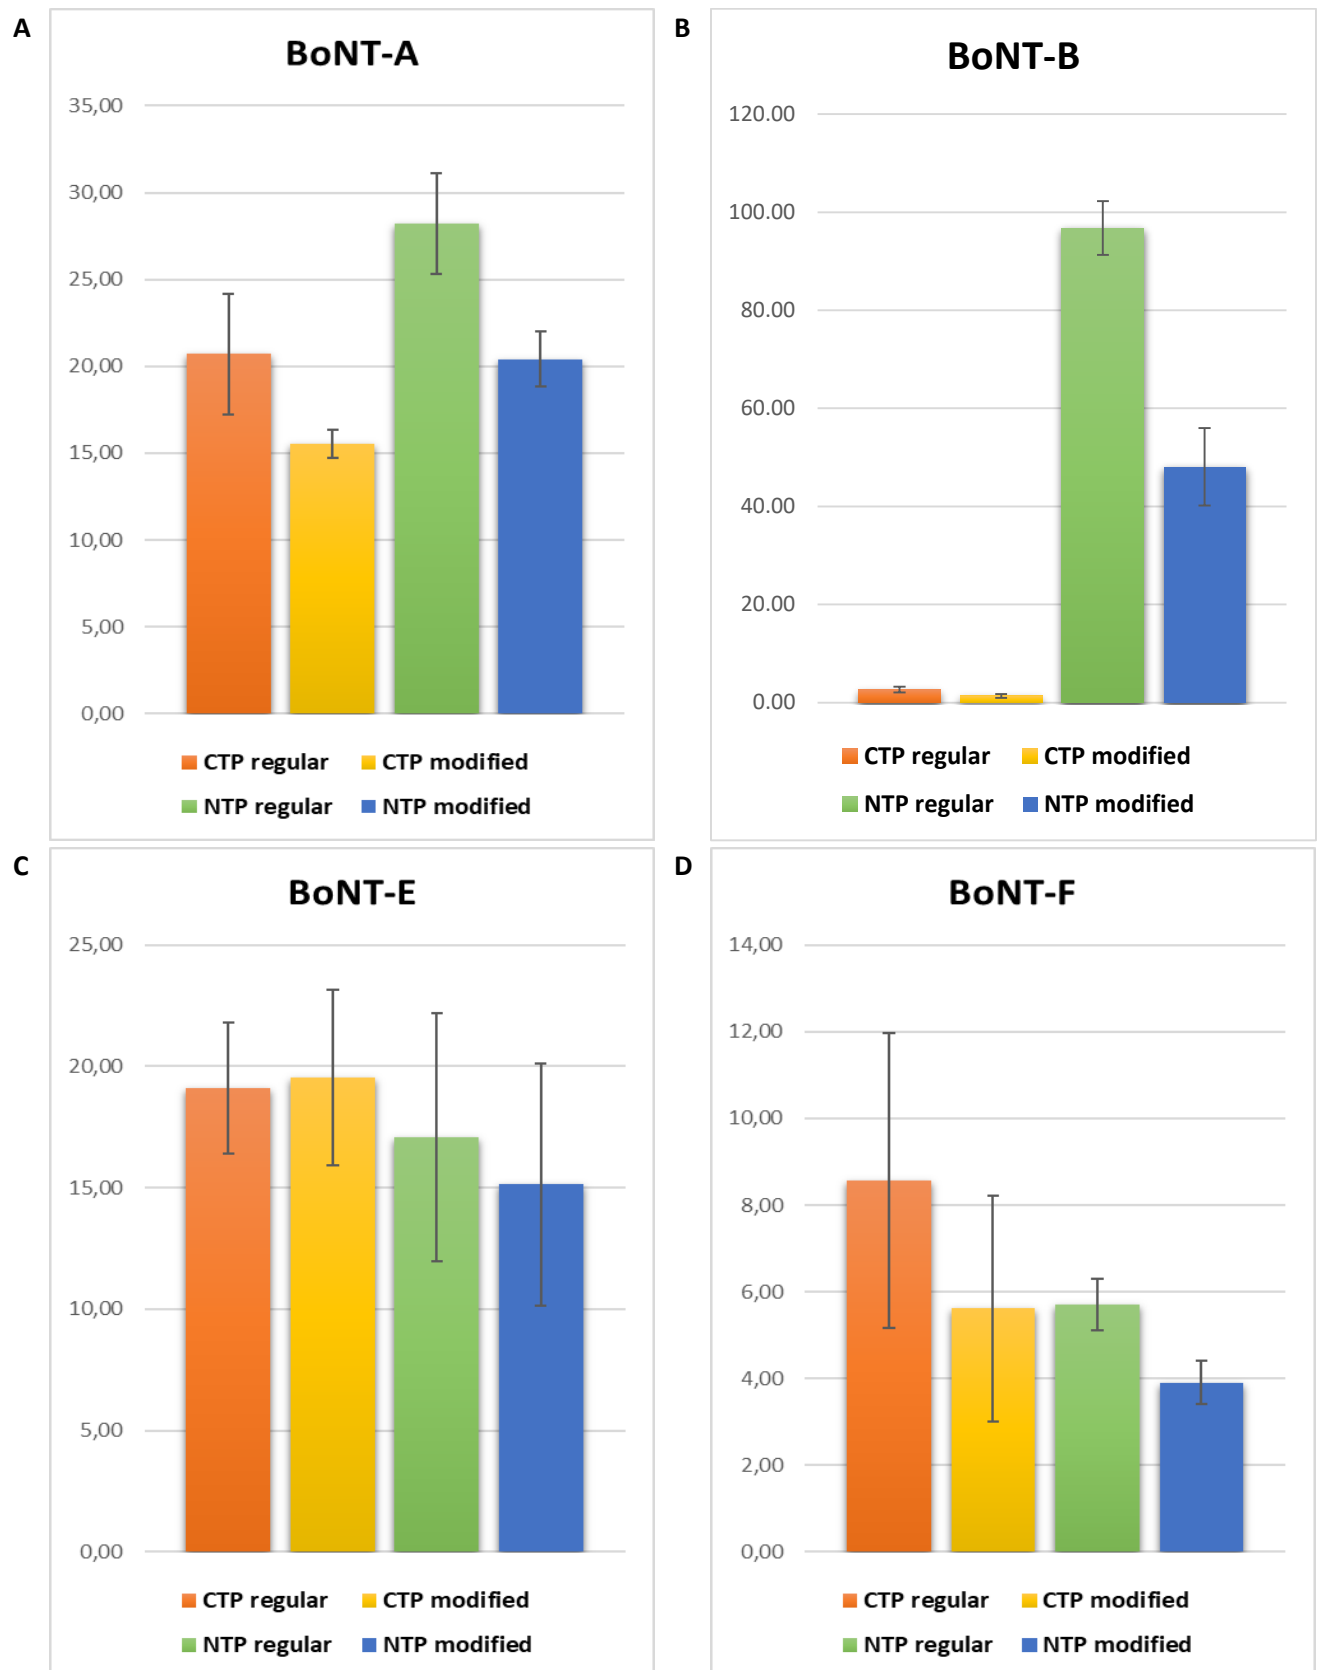 A
BoNT-A
35,00
30,00
25,00
20,00
15,00
10,00
5,00
0,00
CTP regular CTP modified
NTP regular NTP modified
B
BoNT-B
120.00
100.00
80.00
60.00
40.00
20.00
0.00
CTP regular CTP modified
NTP regular NTP modified
C
BoNT-E
25,00
20,00
15,00
10,00
5,00
0,00
CTP regular CTP modified
NTP regular NTP modified
D
BoNT-F
14,00
12,00
10,00
8,00
6,00
4,00
2,00
0,00
CTP regular CTP modified
NTP regular NTP modified